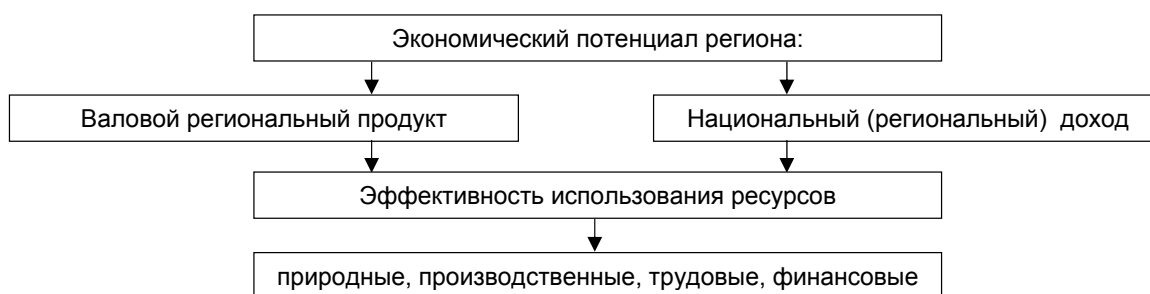 Экономический потенциал региона:
Валовой региональный продукт
Национальный (региональный) доход
Эффективность использования ресурсов
природные, производственные, трудовые, финансовые